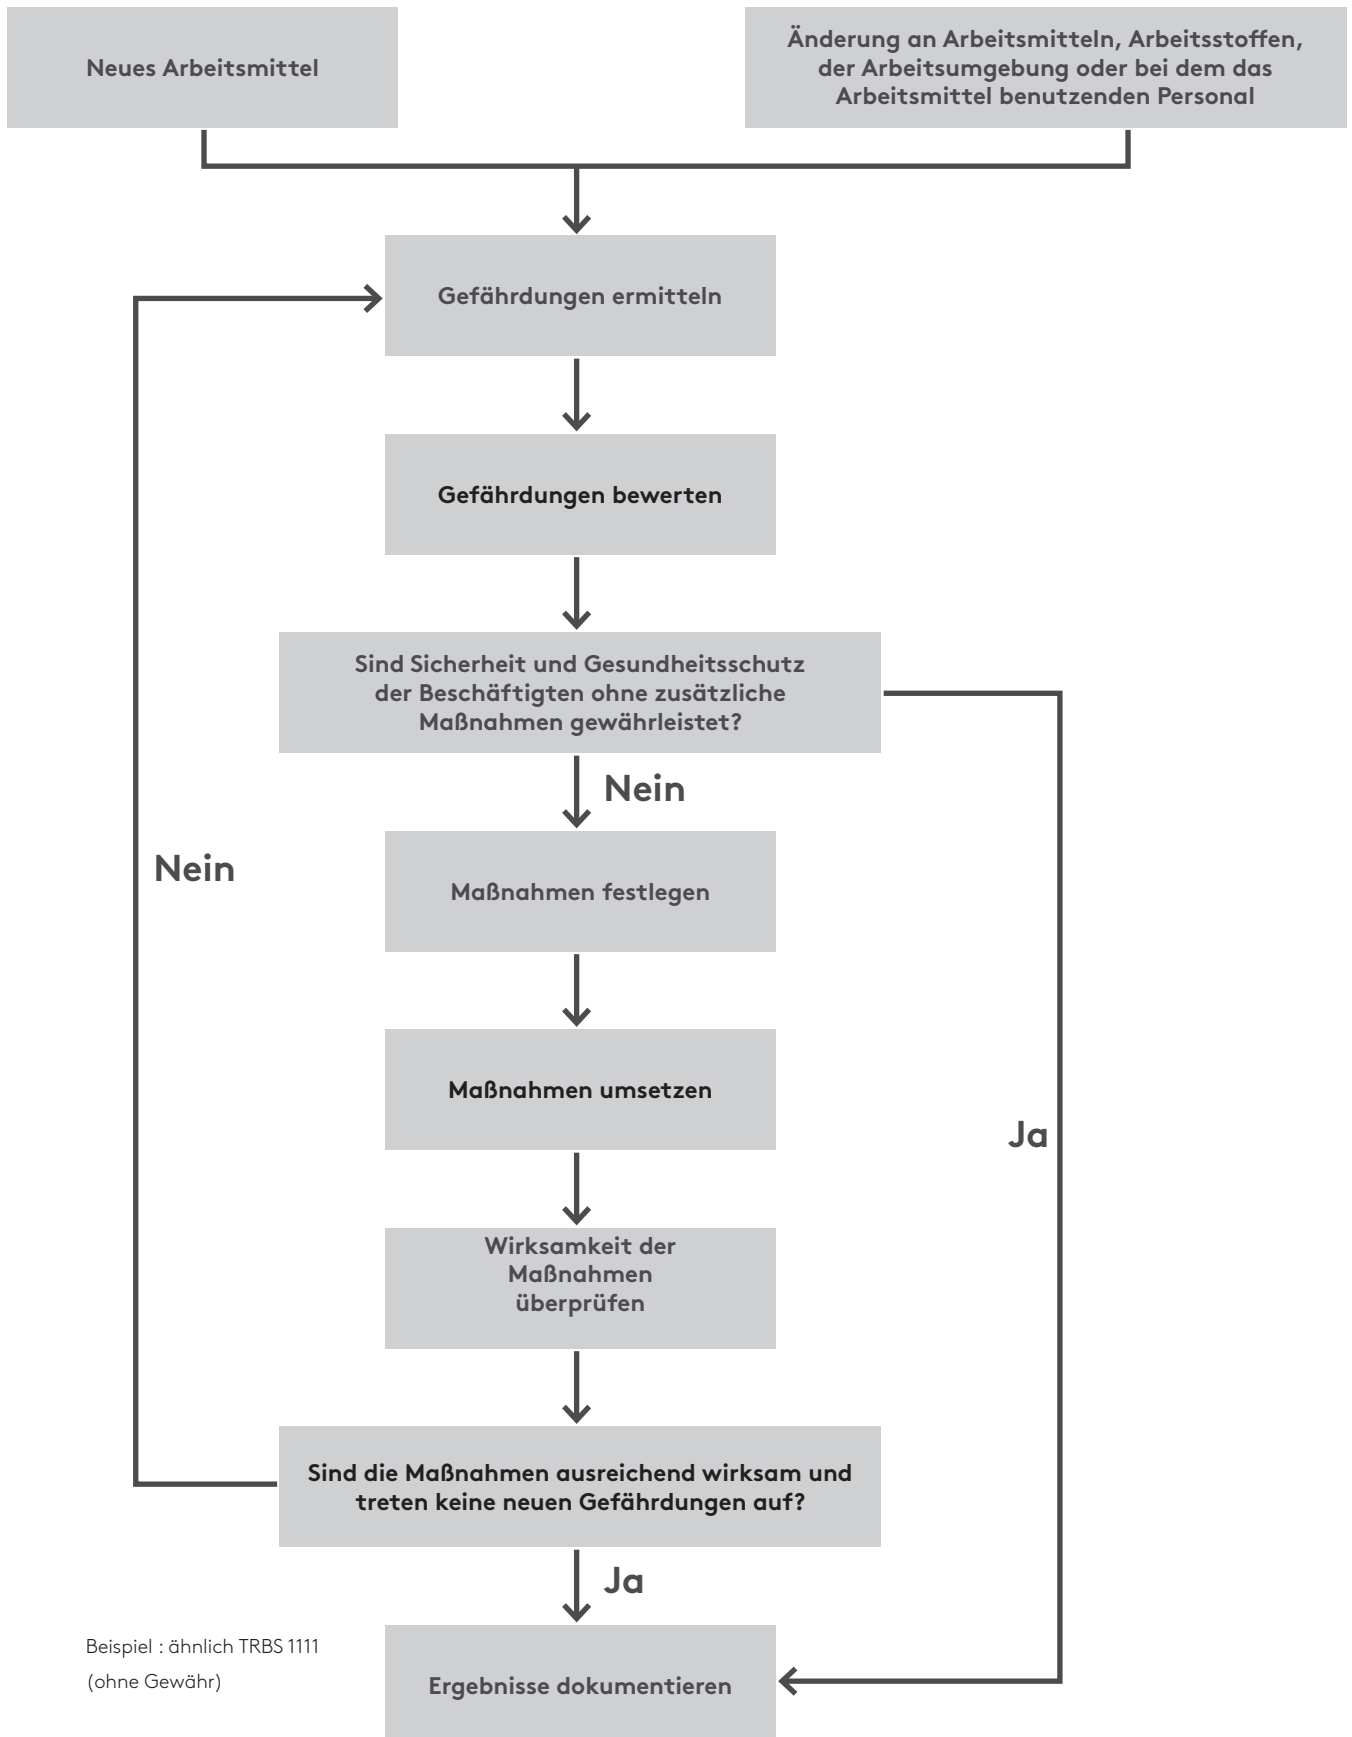 Neues Arbeitsmittel
Änderung an Arbeitsmitteln, Arbeitsstoffen,
der Arbeitsumgebung oder bei dem das
Arbeitsmittel benutzenden Personal
Gefährdungen ermitteln
Gefährdungen bewerten
Sind Sicherheit und Gesundheitsschutz
der Beschäftigten ohne zusätzliche
Maßnahmen gewährleistet?
Nein
Nein
Maßnahmen festlegen
Maßnahmen umsetzen
Ja
Wirksamkeit der
Maßnahmen
überprüfen
Sind die Maßnahmen ausreichend wirksam und
treten keine neuen Gefährdungen auf?
Ja
Beispiel : ähnlich TRBS 1111
(ohne Gewähr)
Ergebnisse dokumentieren